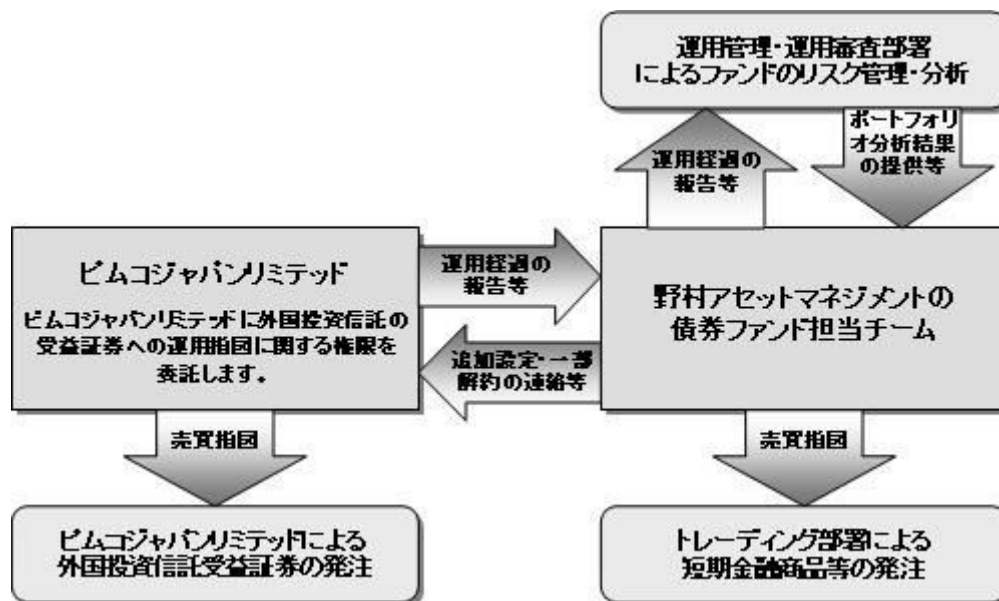 運用管理・運用審査部署
によるファンドのリスク管理・分析
運用経過の
報告等
ポートフォリ
オ分析結果
の提供等
ピムコジャパンリミテッド
ピムコジャパンリミテッドに外国投資信託の
受益証券への運用指図に関する権限を
委託します。
運用経過の
報告等
追加設定・一部
解約の連絡等
野村アセットマネジメントの
債券ファンド担当チーム
売買指図
売買指図
ピムコジャパンリミテッドによる
外国投資信託受益証券の発注
トレーディング部署による
短期金融商品等の発注